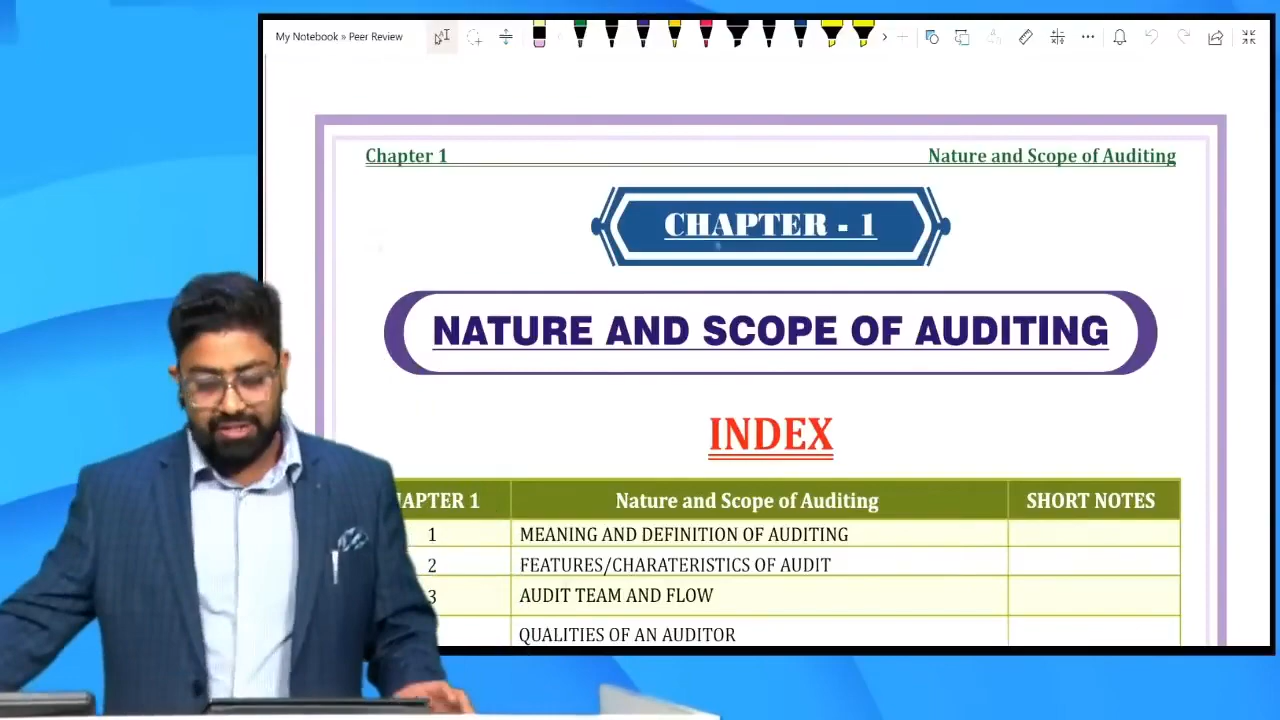 My Notebook » Peer Review
Chapter 1 Nature and Scope of Auditing
CHAPTER - 1
NATURE AND SCOPE OF AUDITING
INDEX
HAPTER 1 Nature and Scope of Auditing SHORT NOTES
1 MEANING AND DEFINITION OF AUDITING
2 FEATURES/CHARATERISTICS OF AUDIT
3 AUDIT TEAM AND FLOW
QUALITIES OF AN AUDITOR